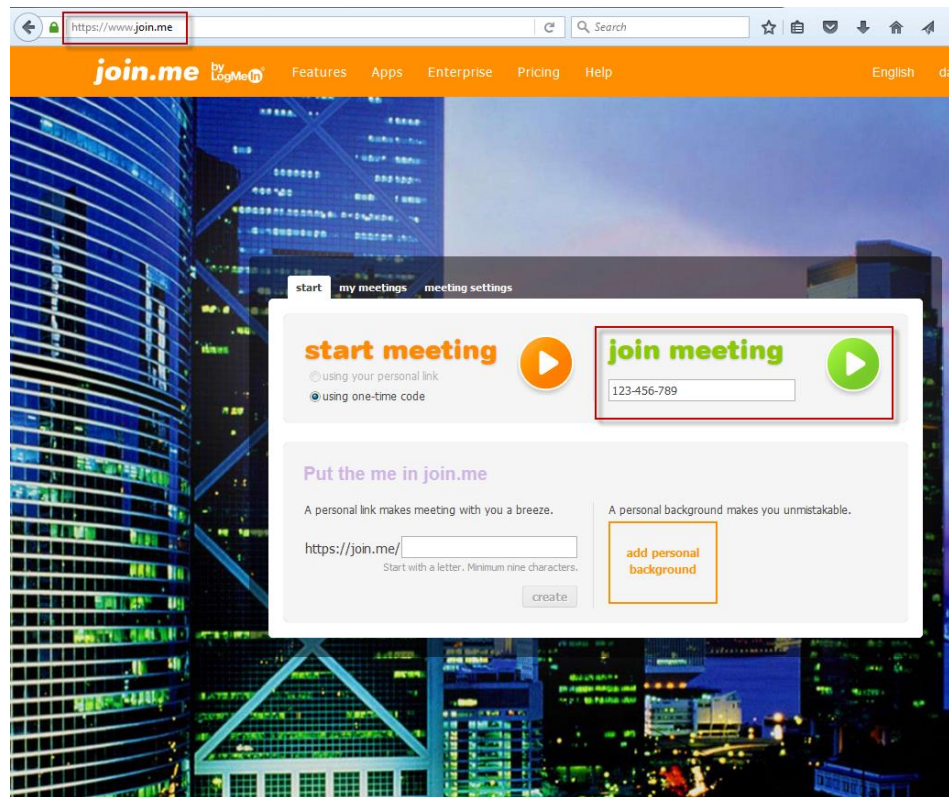 https://www.join.me
Search
join.me by LogMeIn
Features Apps Enterprise Pricing Help English da
start my meetings meeting settings
start meeting
using your personal link
using one-time code
join meeting
123-456-789
Put the me in join.me
A personal link makes meeting with you a breeze.
https://join.me/
Start with a letter. Minimum nine characters.
create
A personal background makes you unmistakable.
add personal
background